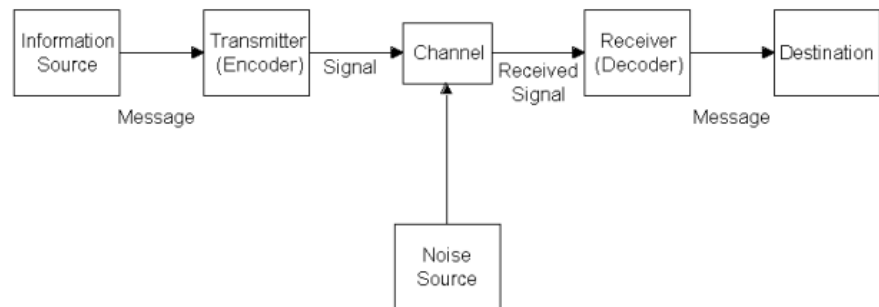 Information
Source
Message
Transmitter
(Encoder)
Signal
Channel
Received
Signal
Receiver
(Decoder)
Message
Destination
Noise
Source